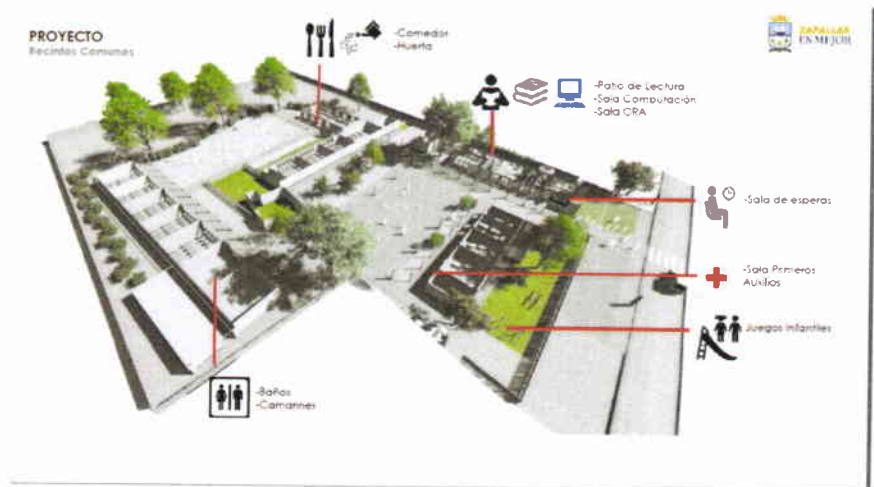 PROYECTO
Recintos Comunes
ZAPALLAR
ES MEJOR
-Comedor
-Huerta
-Patio de Lectura
-Sala Computación
-Sala CRA
-Sala de esperas
-Sala Primeros
Auxilios
Juegos Infantiles
-Baños
-Camarines